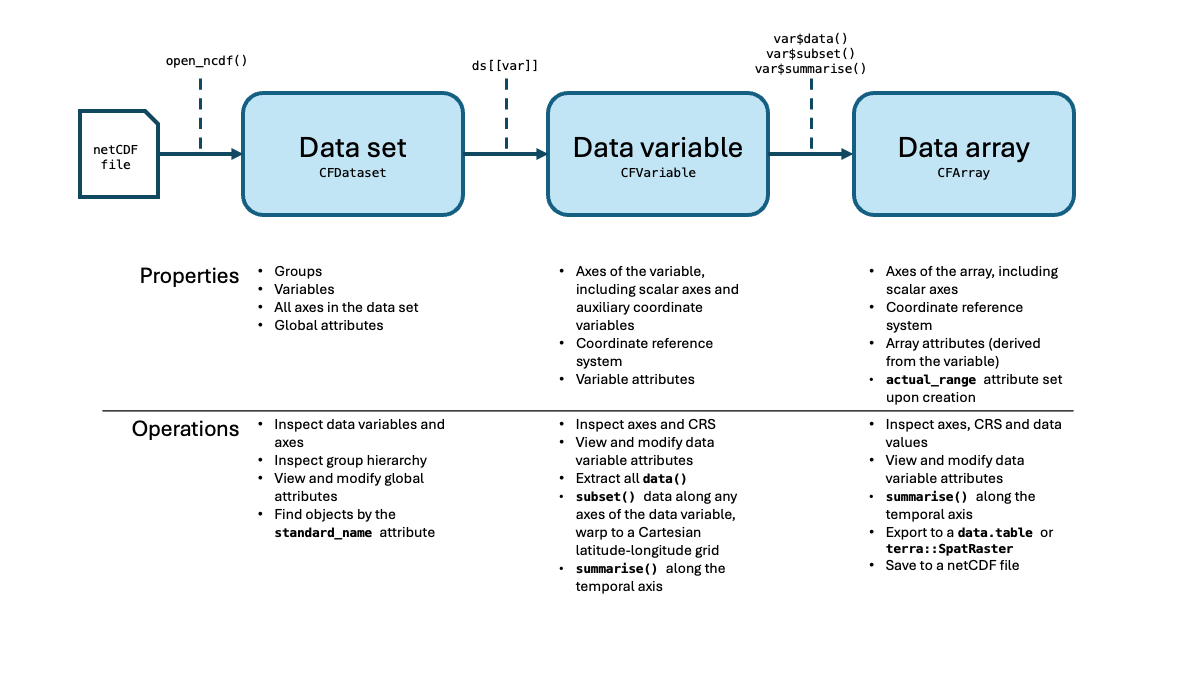 open_ncdf()
ds[[var]]
var$data()
var$subset()
var$summarise()
netCDF
file
Data set
CFDataset
Data variable
CFVariable
Data array
CFArray
Properties
• Groups
• Variables
• All axes in the data set
• Global attributes
• Axes of the variable,
including scalar axes and
auxiliary coordinate
variables
• Coordinate reference
system
• Variable attributes
• Axes of the array, including
scalar axes
• Coordinate reference
system
• Array attributes (derived
from the variable)
• actual_range attribute set
upon creation
Operations
• Inspect data variables and
axes
• Inspect group hierarchy
• View and modify global
attributes
• Find objects by the
standard_name attribute
• Inspect axes and CRS
• View and modify data
variable attributes
• Extract all data()
• subset() data along any
axes of the data variable,
warp to a Cartesian
latitude-longitude grid
• summarise() along the
temporal axis
• Inspect axes, CRS and data
values
• View and modify data
variable attributes
• summarise() along the
temporal axis
• Export to a data.table or
terra::SpatRaster
• Save to a netCDF file